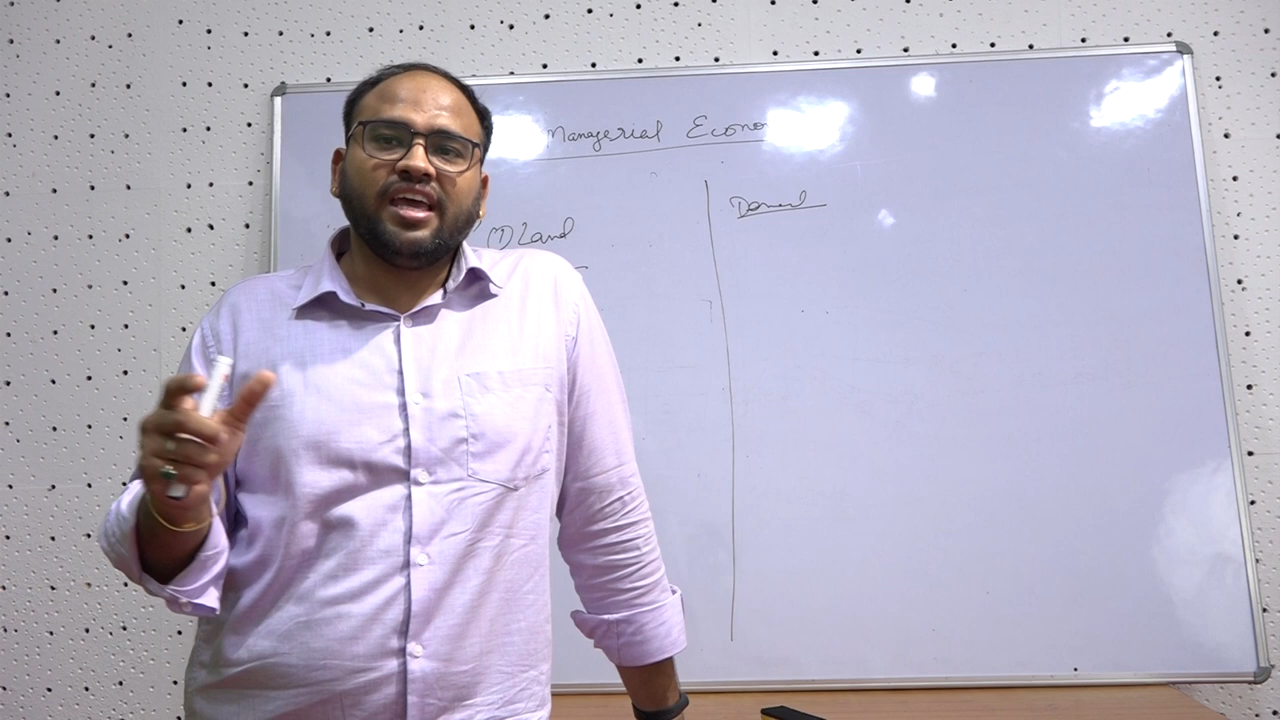 Managerial Econo
(1) Land
Demand